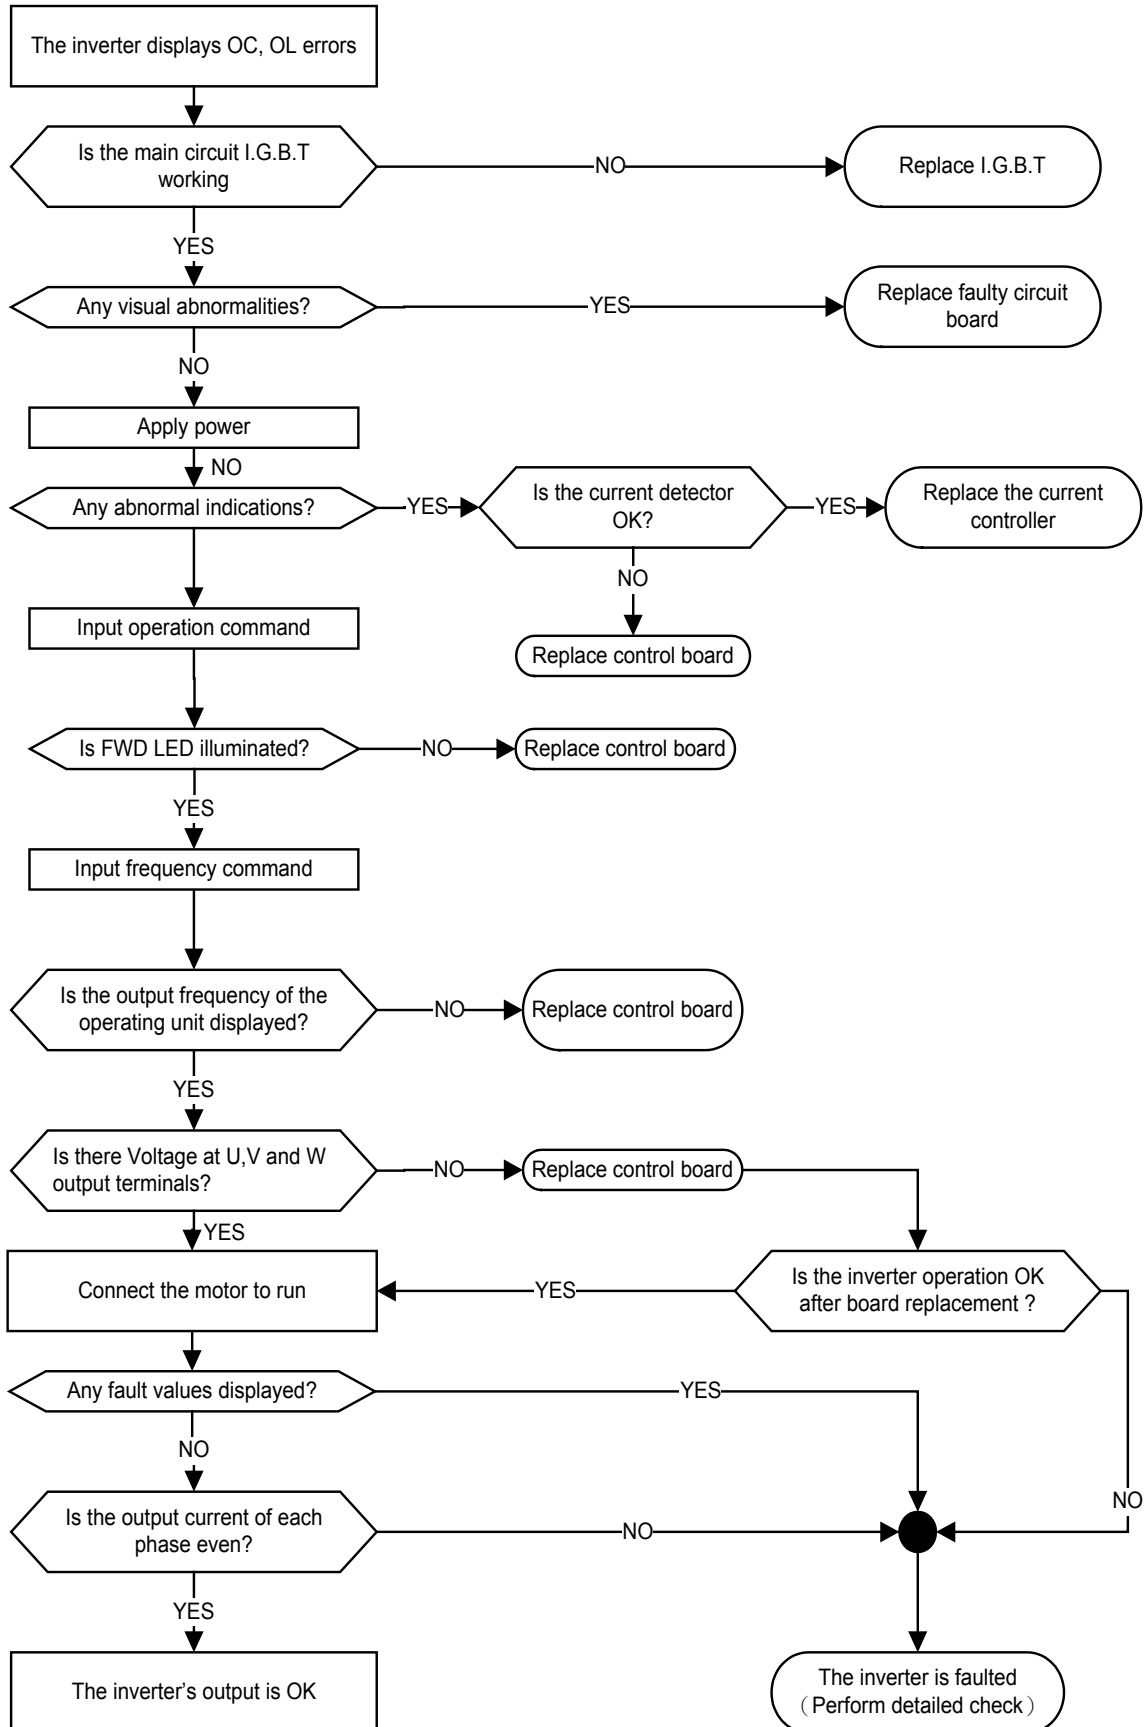 The inverter displays OC, OL errors
Is the main circuit I.G.B.T
working
NO
Replace I.G.B.T
YES
Any visual abnormalities?
YES
Replace faulty circuit
board
NO
Apply power
NO
Any abnormal indications?
YES
Is the current detector
OK?
YES
Replace the current
controller
NO
Replace control board
Input operation command
Is FWD LED illuminated?
NO
Replace control board
YES
Input frequency command
Is the output frequency of the
operating unit displayed?
NO
Replace control board
YES
Is there Voltage at U,V and W
output terminals?
NO
Replace control board
YES
Connect the motor to run
YES
Is the inverter operation OK
after board replacement ?
Any fault values displayed?
YES
NO
NO
Is the output current of each
phase even?
NO
YES
The inverter's output is OK
The inverter is faulted
（Perform detailed check）